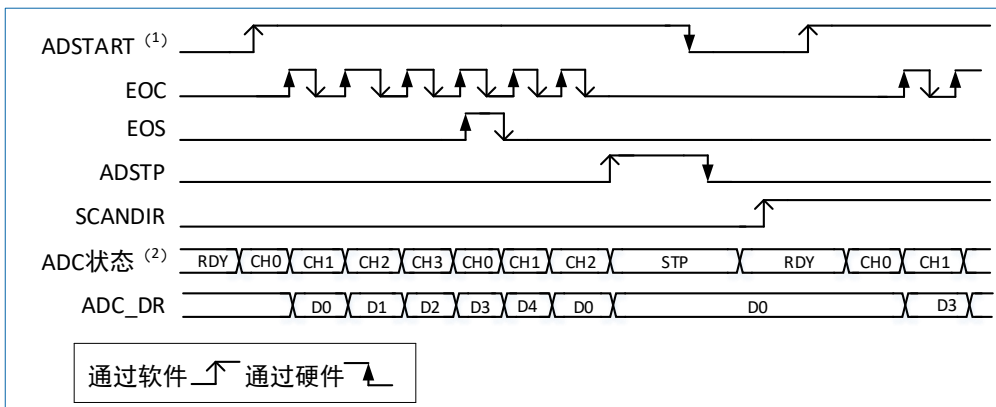 ADSTART (1)
EOC
EOS
ADSTP
SCANDIR
ADC状态 (2) RDY CH0 CH1 CH2 CH3 CH0 CH1 CH2 STP RDY CH0 CH1
ADC_DR D0 D1 D2 D3 D4 D0 D0 D3
通过软件 通过硬件